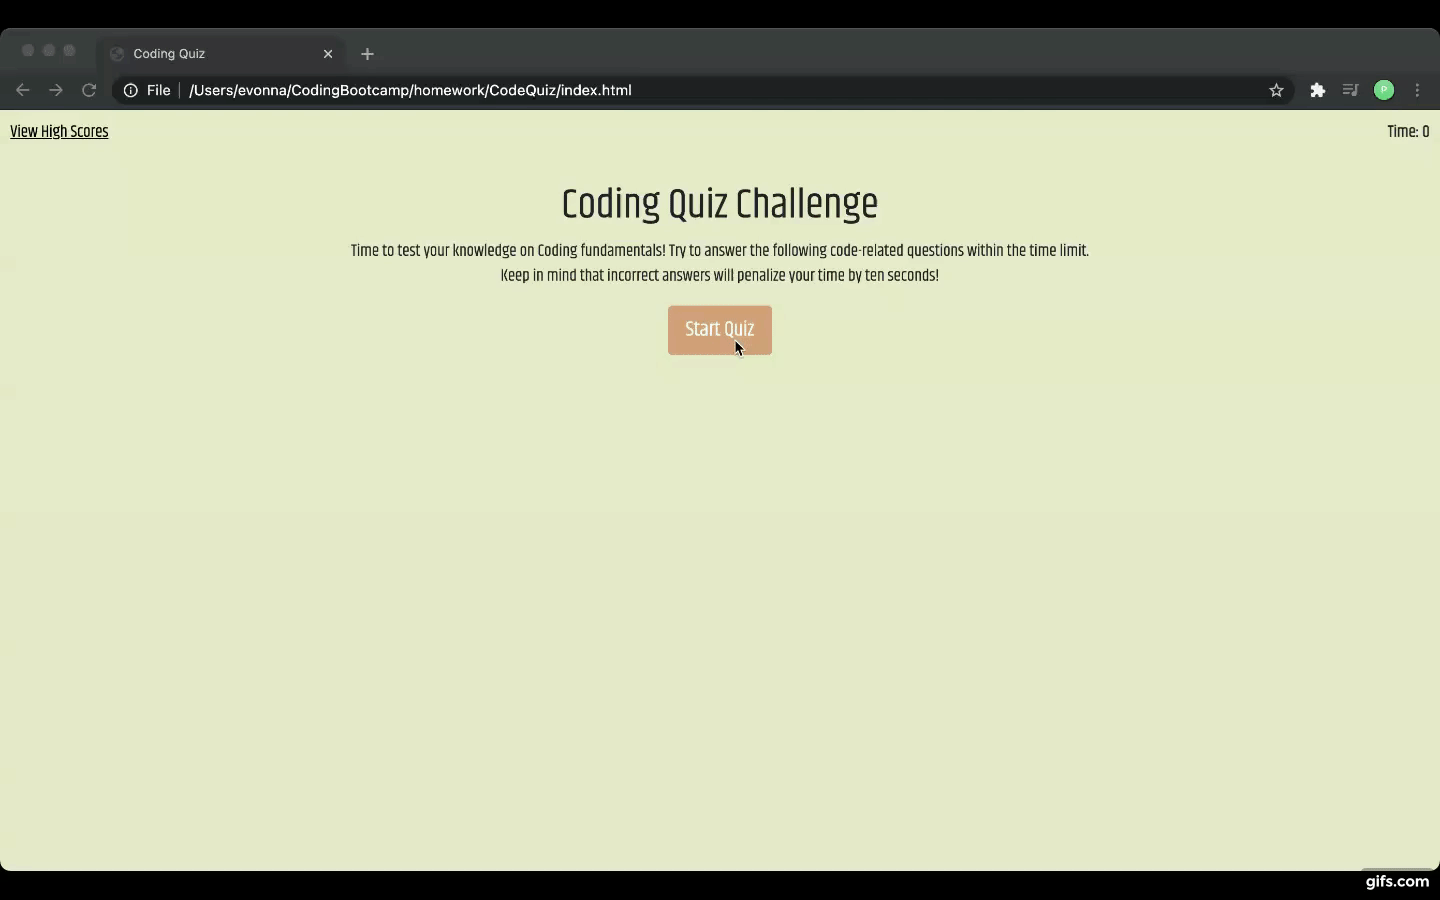 Coding Quiz
File
/Users/evonna/CodingBootcamp/homework/CodeQuiz/index.html
P
View High Scores
Time: 0
Coding Quiz Challenge
Time to test your knowledge on Coding fundamentals! Try to answer the following code-related questions within the time limit.
Keep in mind that incorrect answers will penalize your time by ten seconds!
Start Quiz
gifs.com